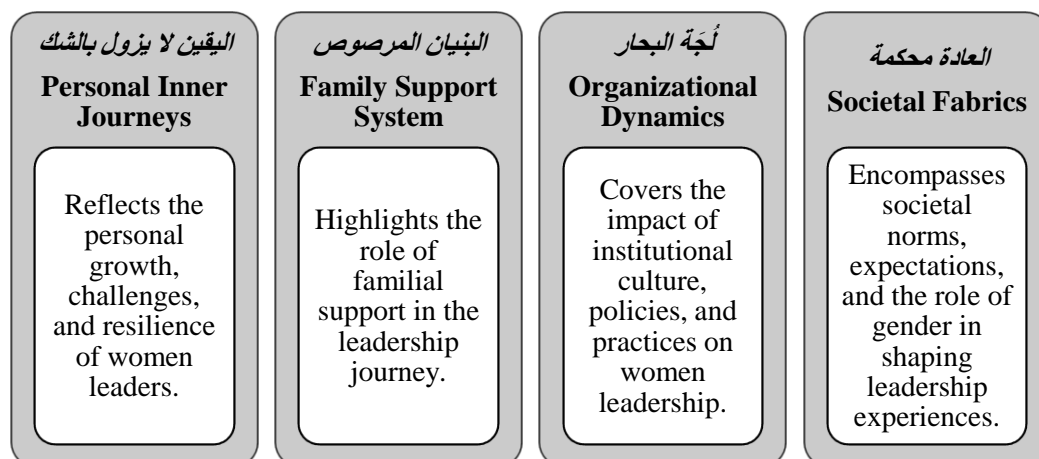 اليقين لا يزول بالشك
Personal Inner
Journeys
Reflects the
personal
growth,
challenges,
and resilience
of women
leaders.
البنيان المرصوص
Family Support
System
Highlights the
role of
familial
support in the
leadership
journey.
لُجَة البحار
Organizational
Dynamics
Covers the
impact of
institutional
culture,
policies, and
practices on
women
leadership.
العادة محكمة
Societal Fabrics
Encompasses
societal
norms,
expectations,
and the role of
gender in
shaping
leadership
experiences.